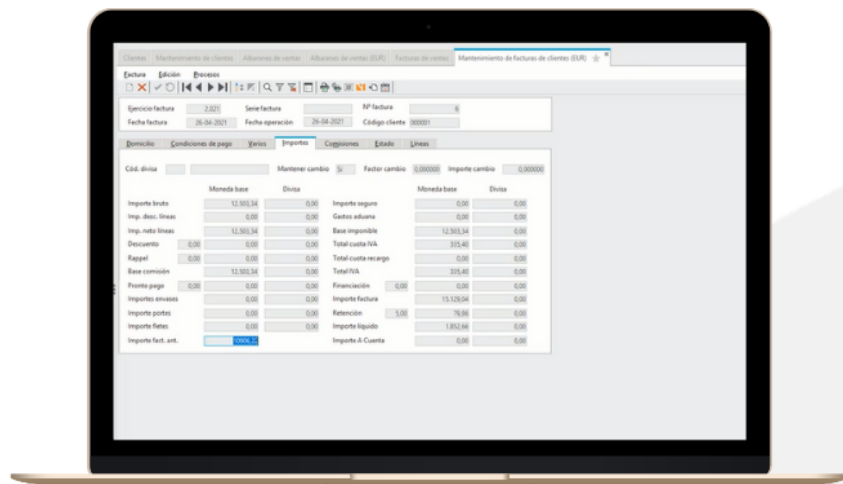 Clientes Mantenimiento de clientes Albaranes de ventas Albaranes de ventas (EUR) Facturas de ventas Mantenimiento de facturas de clientes (EUR)
Factura Edición Procesos
Ejercicio factura 2.021 Serie factura Nº factura 6
Fecha factura 26-04-2021 Fecha operación 26-04-2021 Código cliente 000001
Domicilio Condiciones de pago Varios Importes Comisiones Estado Líneas
Cód. divisa Mantener cambio Sí Factor cambio 0,000000 Importe cambio 0,000000
Moneda base Divisa Moneda base Divisa
Importe bruto 12.503,34 0,00 Importe seguro 0,00 0,00
Imp. desc. líneas 0,00 0,00 Gastos aduana 0,00 0,00
Imp. neto líneas 12.503,34 0,00 Base imponible 12.503,34 0,00
Descuento 0,00 0,00 0,00 Total cuota IVA 335,40 0,00
Rappel 0,00 0,00 0,00 Total cuota recargo 0,00 0,00
Base comisión 12.503,34 0,00 Total IVA 335,40 0,00
Pronto pago 0,00 0,00 0,00 Financiación 0,00 0,00 0,00
Importes envases 0,00 0,00 Importe factura 15.129,04 0,00
Importe portes 0,00 0,00 Retención 5,00 76,86 0,00
Importe fletes 0,00 0,00 Importe líquido 1.852,66 0,00
Importe fact. ant. Importe A Cuenta 0,00 0,00